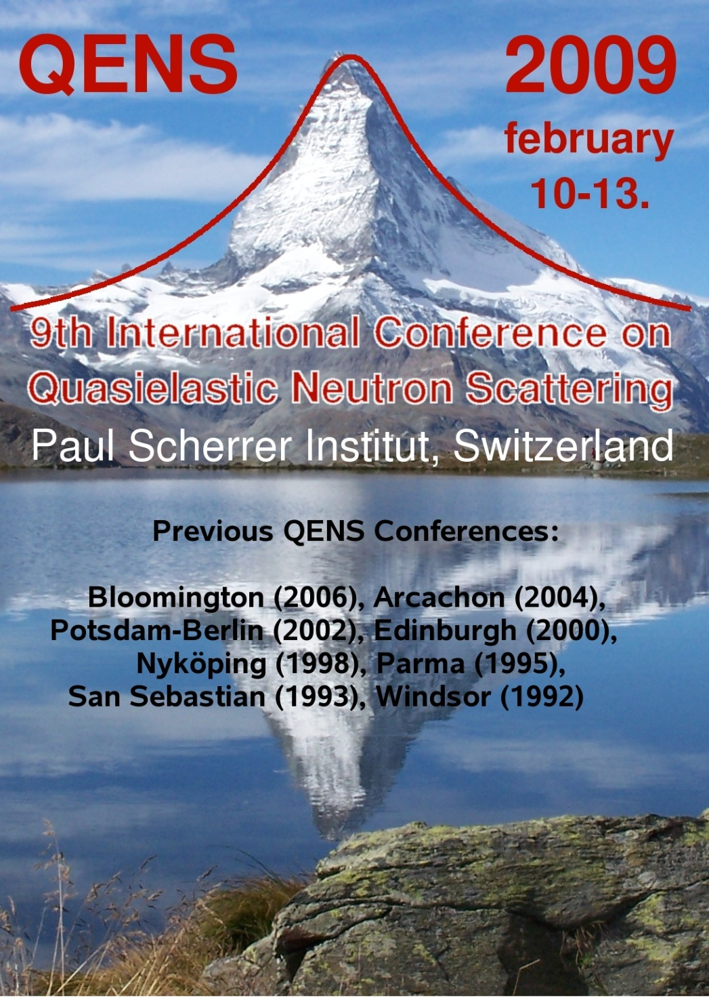 QENS 2009
february
10-13.
9th International Conference on
Quasielastic Neutron Scattering
Paul Scherrer Institut, Switzerland
Previous QENS Conferences:
Bloomington (2006), Arcachon (2004),
Potsdam-Berlin (2002), Edinburgh (2000),
Nyköping (1998), Parma (1995),
San Sebastian (1993), Windsor (1992)